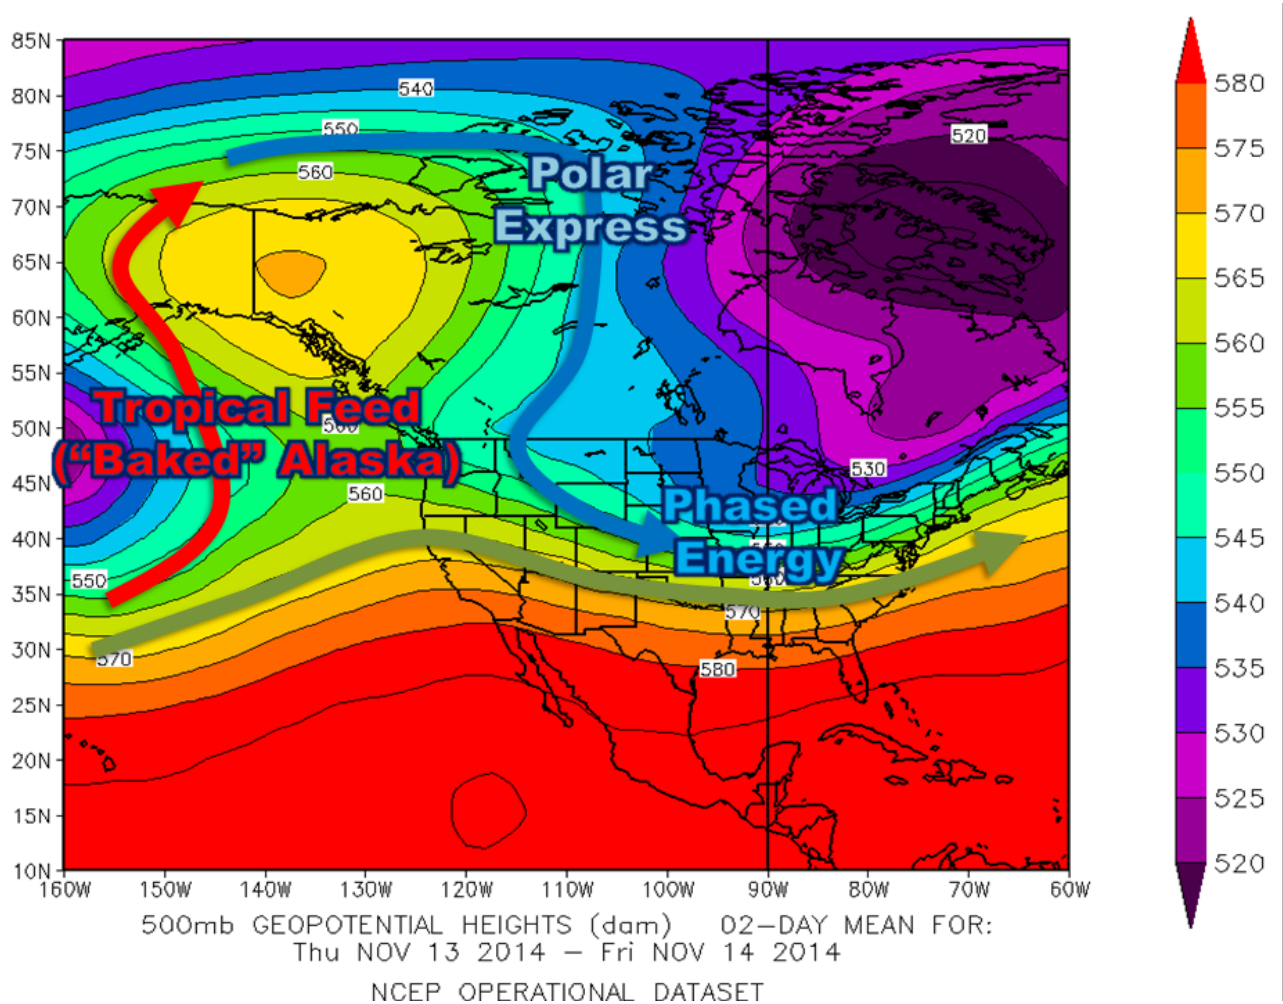 85N
80N
75N
70N
65N
60N
55N
50N
45N
40N
35N
30N
25N
20N
15N
10N
160W 150W 140W 130W 120W 110W 100W 90W 80W 70W 60W
540
550
560
520
Polar
Express
Tropical Feed
("Baked" Alaska)
560
530
Phased
Energy
550
570
570
580
580
575
570
565
560
555
550
545
540
535
530
525
520
500mb GEOPOTENTIAL HEIGHTS (dam) 02-DAY MEAN FOR:
Thu NOV 13 2014 - Fri NOV 14 2014
NCEP OPERATIONAL DATASET